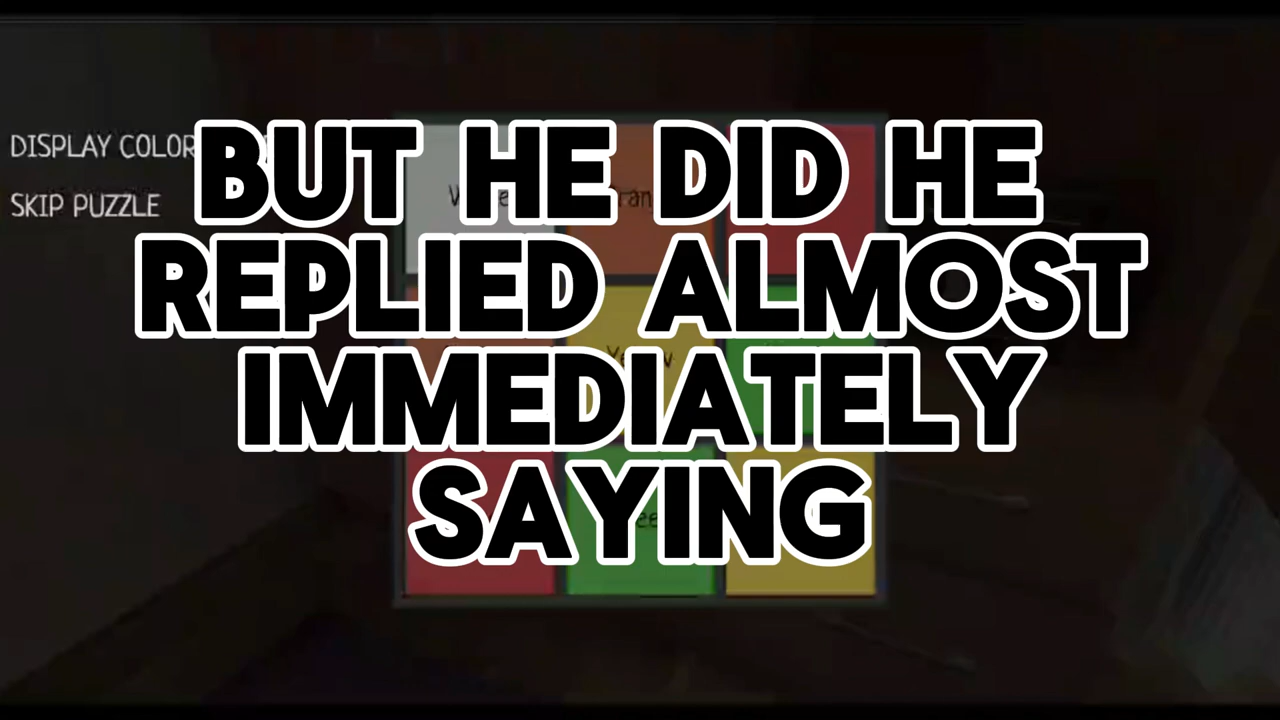 DISPLAY COLOR
SKIP PUZZLE
BUT HE DID HE
REPLIED ALMOST
IMMEDIATELY
SAYING